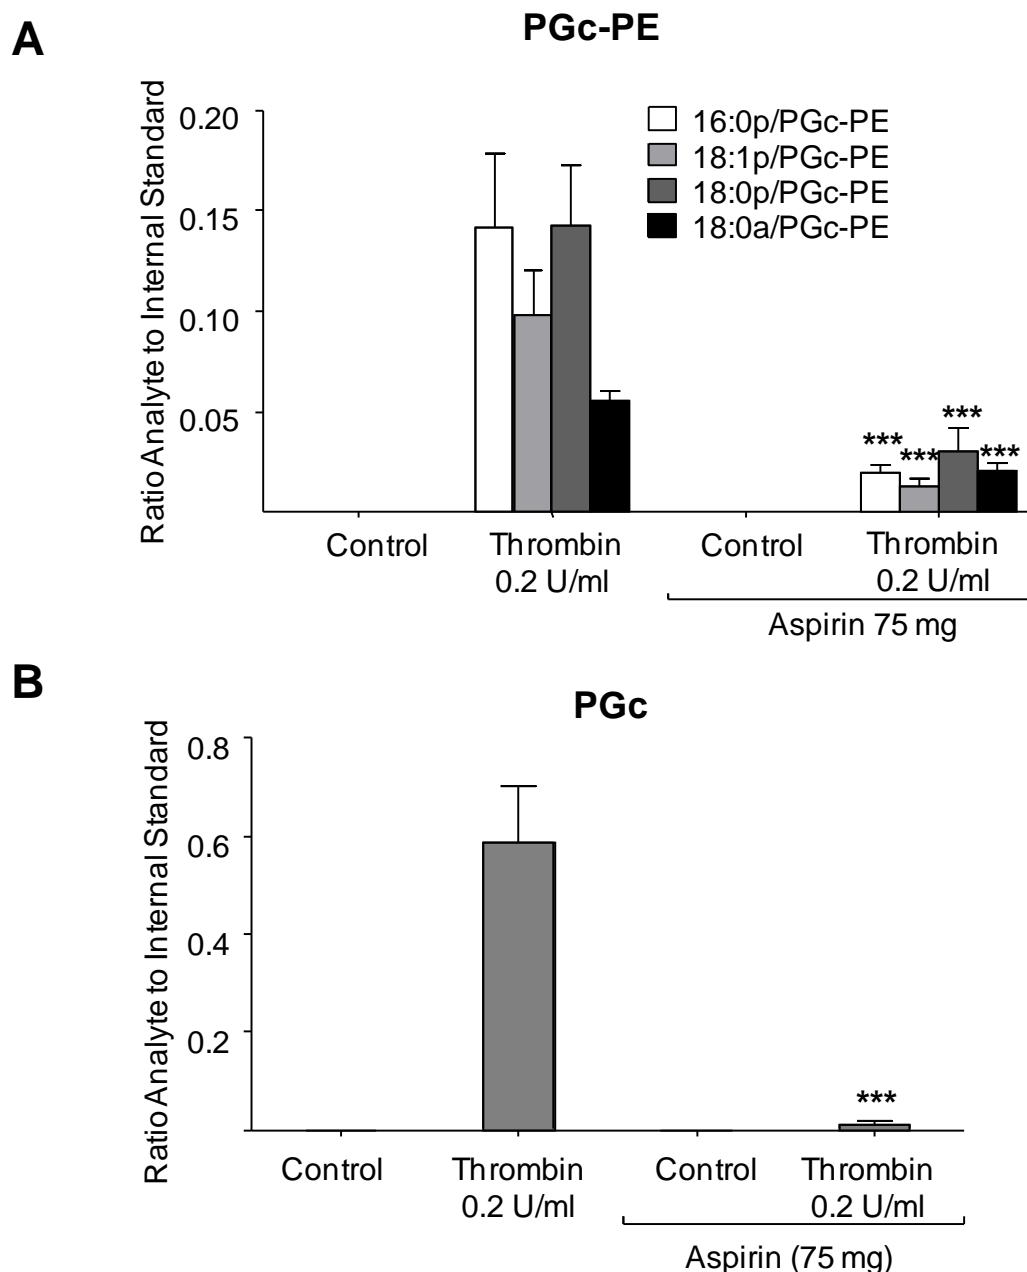 A
PGc-PE
Ratio Analyte to Internal Standard
0.20
0.15
0.10
0.05
16:0p/PGc-PE
18:1p/PGc-PE
18:0p/PGc-PE
18:0a/PGc-PE
***
***
***
***
Control
Thrombin
0.2 U/ml
Control
Thrombin
0.2 U/ml
Aspirin 75 mg
B
PGc
Ratio Analyte to Internal Standard
0.8
0.6
0.4
0.2
***
Control
Thrombin
0.2 U/ml
Control
Thrombin
0.2 U/ml
Aspirin (75 mg)